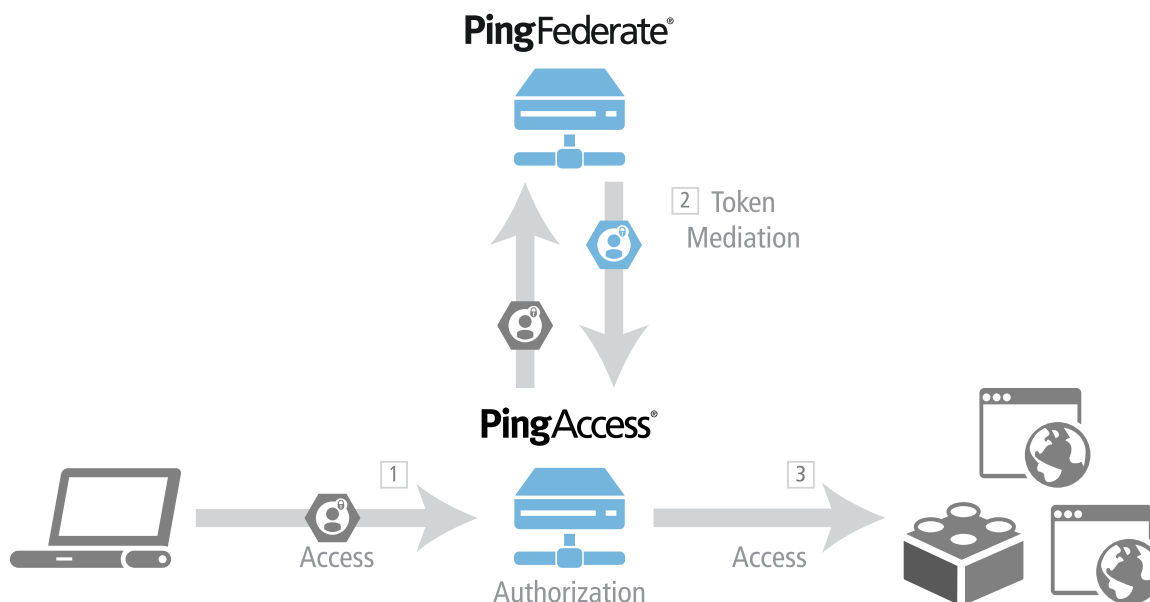 PingFederate®
2 Token
Mediation
PingAccess®
1
3
Access
Access
Authorization